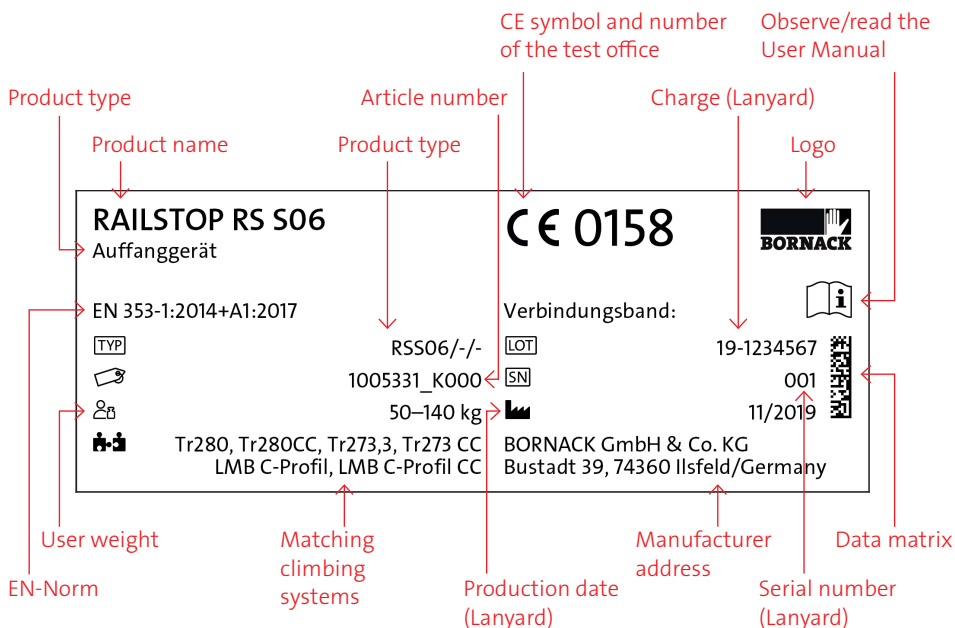 CE symbol and number
of the test office
Observe/read the
User Manual
Product type
Article number
Charge (Lanyard)
Product name
Product type
Logo
RAILSTOP RS S06
Auffanggerät
CE 0158
BORNACK
EN 353-1:2014+A1:2017
Verbindungsband:
i
TYP
RSS06/-/-
LOT
19-1234567
1005331_K000
SN
001
50–140 kg
11/2019
Tr280, Tr280CC, Tr273,3, Tr273 CC
LMB C-Profil, LMB C-Profil CC
BORNACK GmbH & Co. KG
Bustadt 39, 74360 Ilsfeld/Germany
User weight
Matching
climbing
systems
Manufacturer
address
Data matrix
EN-Norm
Production date
(Lanyard)
Serial number
(Lanyard)